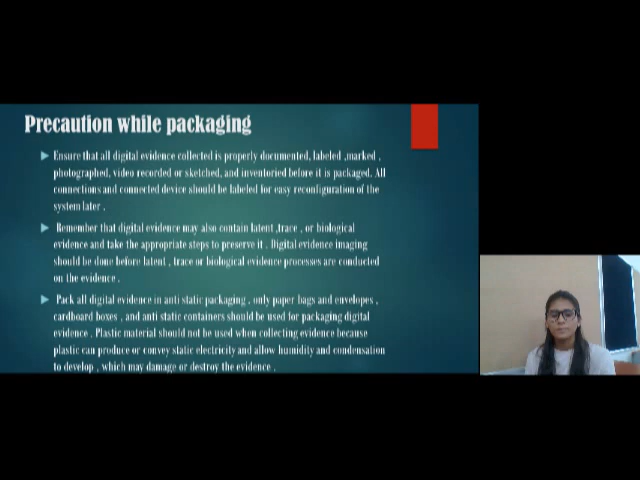 Precaution while packaging
Ensure that all digital evidence collected is properly documented, labeled ,marked ,
photographed, video recorded or sketched, and inventoried before it is packaged. All
connections and connected device should be labeled for easy reconfiguration of the
system later .
Remember that digital evidence may also contain latent ,trace , or biological
evidence and take the appropriate steps to preserve it . Digital evidence imaging
should be done before latent , trace or biological evidence processes are conducted
on the evidence .
Pack all digital evidence in anti static packaging , only paper bags and envelopes ,
cardboard boxes , and anti static containers should be used for packaging digital
evidence . Plastic material should not be used when collecting evidence because
plastic can produce or convey static electricity and allow humidity and condensation
to develop , which may damage or destroy the evidence .